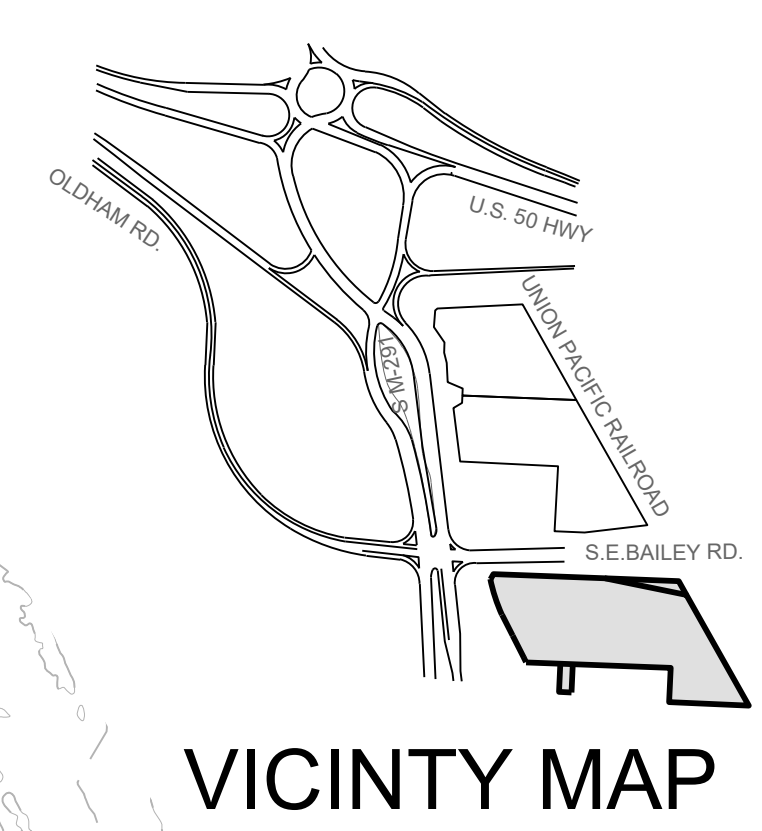 OLDHAM RD.
U.S. 50 HWY
UNION PACIFIC RAILROAD
S M-291
S.E.BAILEY RD.
VICINTY MAP